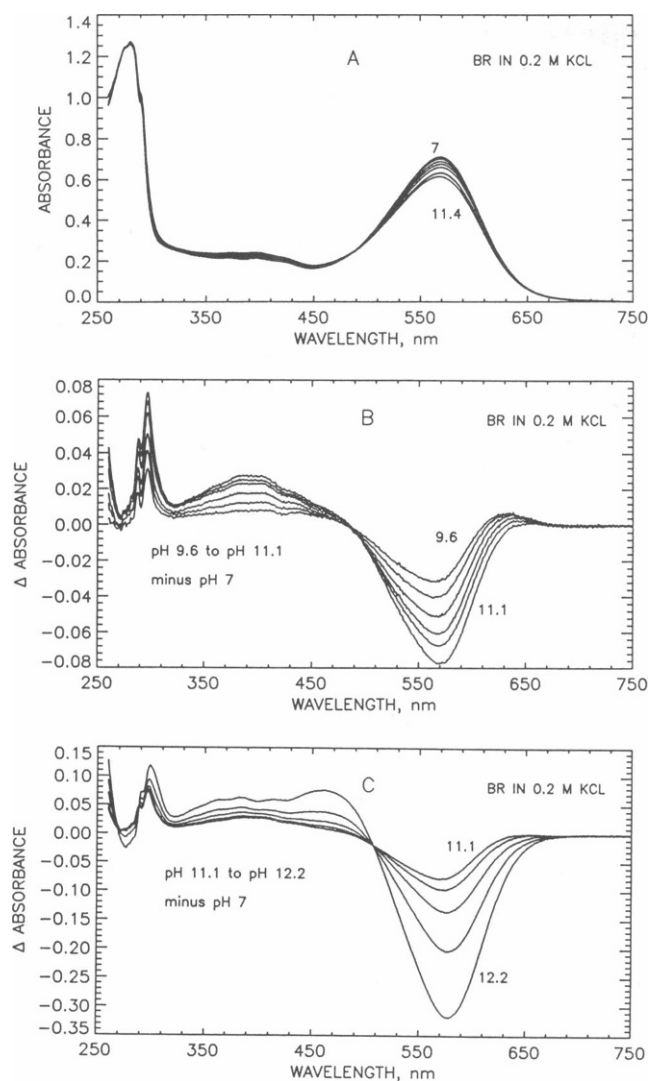 A
BR IN 0.2 M KCL
1.4
1.2
1.0
0.8
0.6
0.4
0.2
0.0
ABSORBANCE
7
11.4
250 350 450 550 650 750
WAVELENGTH, nm
B
BR IN 0.2 M KCL
0.08
0.06
0.04
0.02
0.00
-0.02
-0.04
-0.06
-0.08
Δ ABSORBANCE
9.6
pH 9.6 to pH 11.1
minus pH 7
11.1
250 350 450 550 650 750
WAVELENGTH, nm
C
BR IN 0.2 M KCL
0.15
0.10
0.05
0.00
-0.05
-0.10
-0.15
-0.20
-0.25
-0.30
-0.35
Δ ABSORBANCE
11.1
pH 11.1 to pH 12.2
minus pH 7
12.2
250 350 450 550 650 750
WAVELENGTH, nm